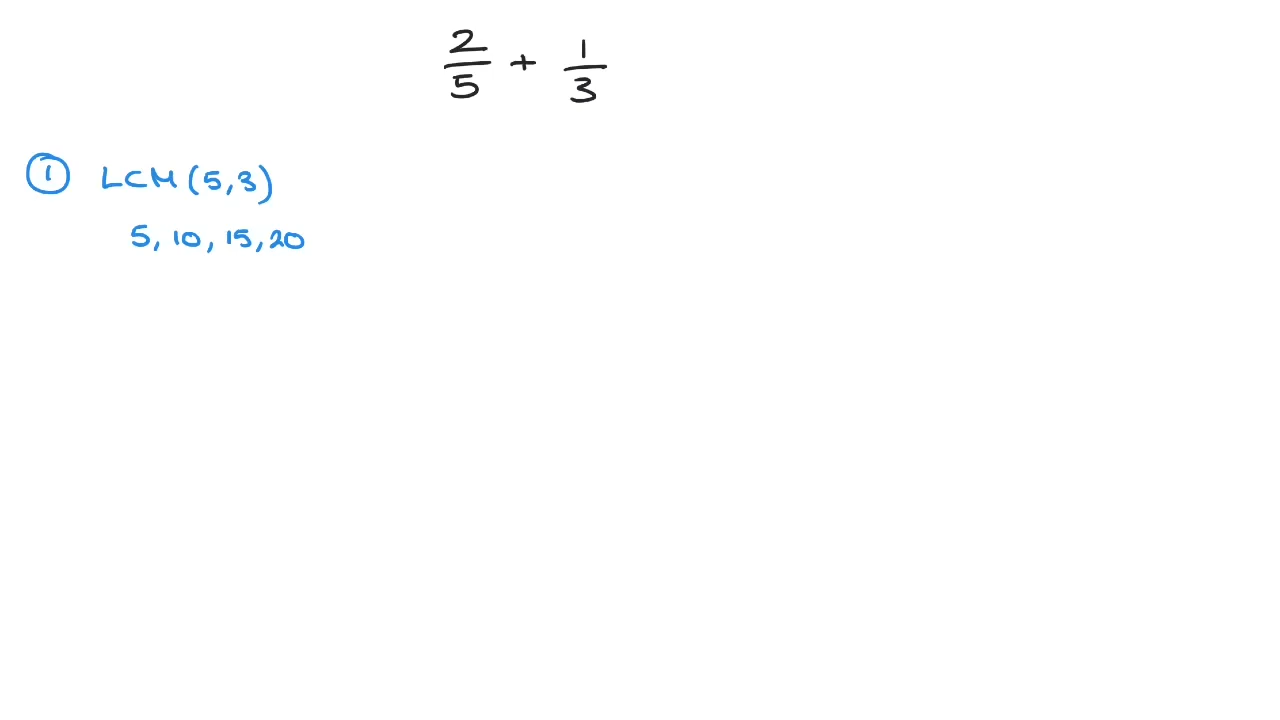 2/5 + 1/3
① LCM (5,3)
5, 10, 15, 20